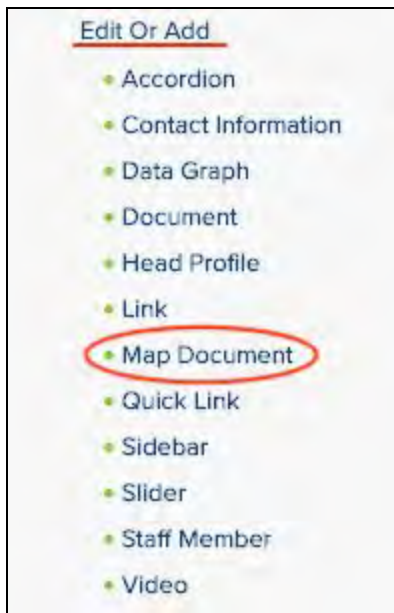 Edit Or Add
Accordion
Contact Information
Data Graph
Document
Head Profile
Link
Map Document
Quick Link
Sidebar
Slider
Staff Member
Video